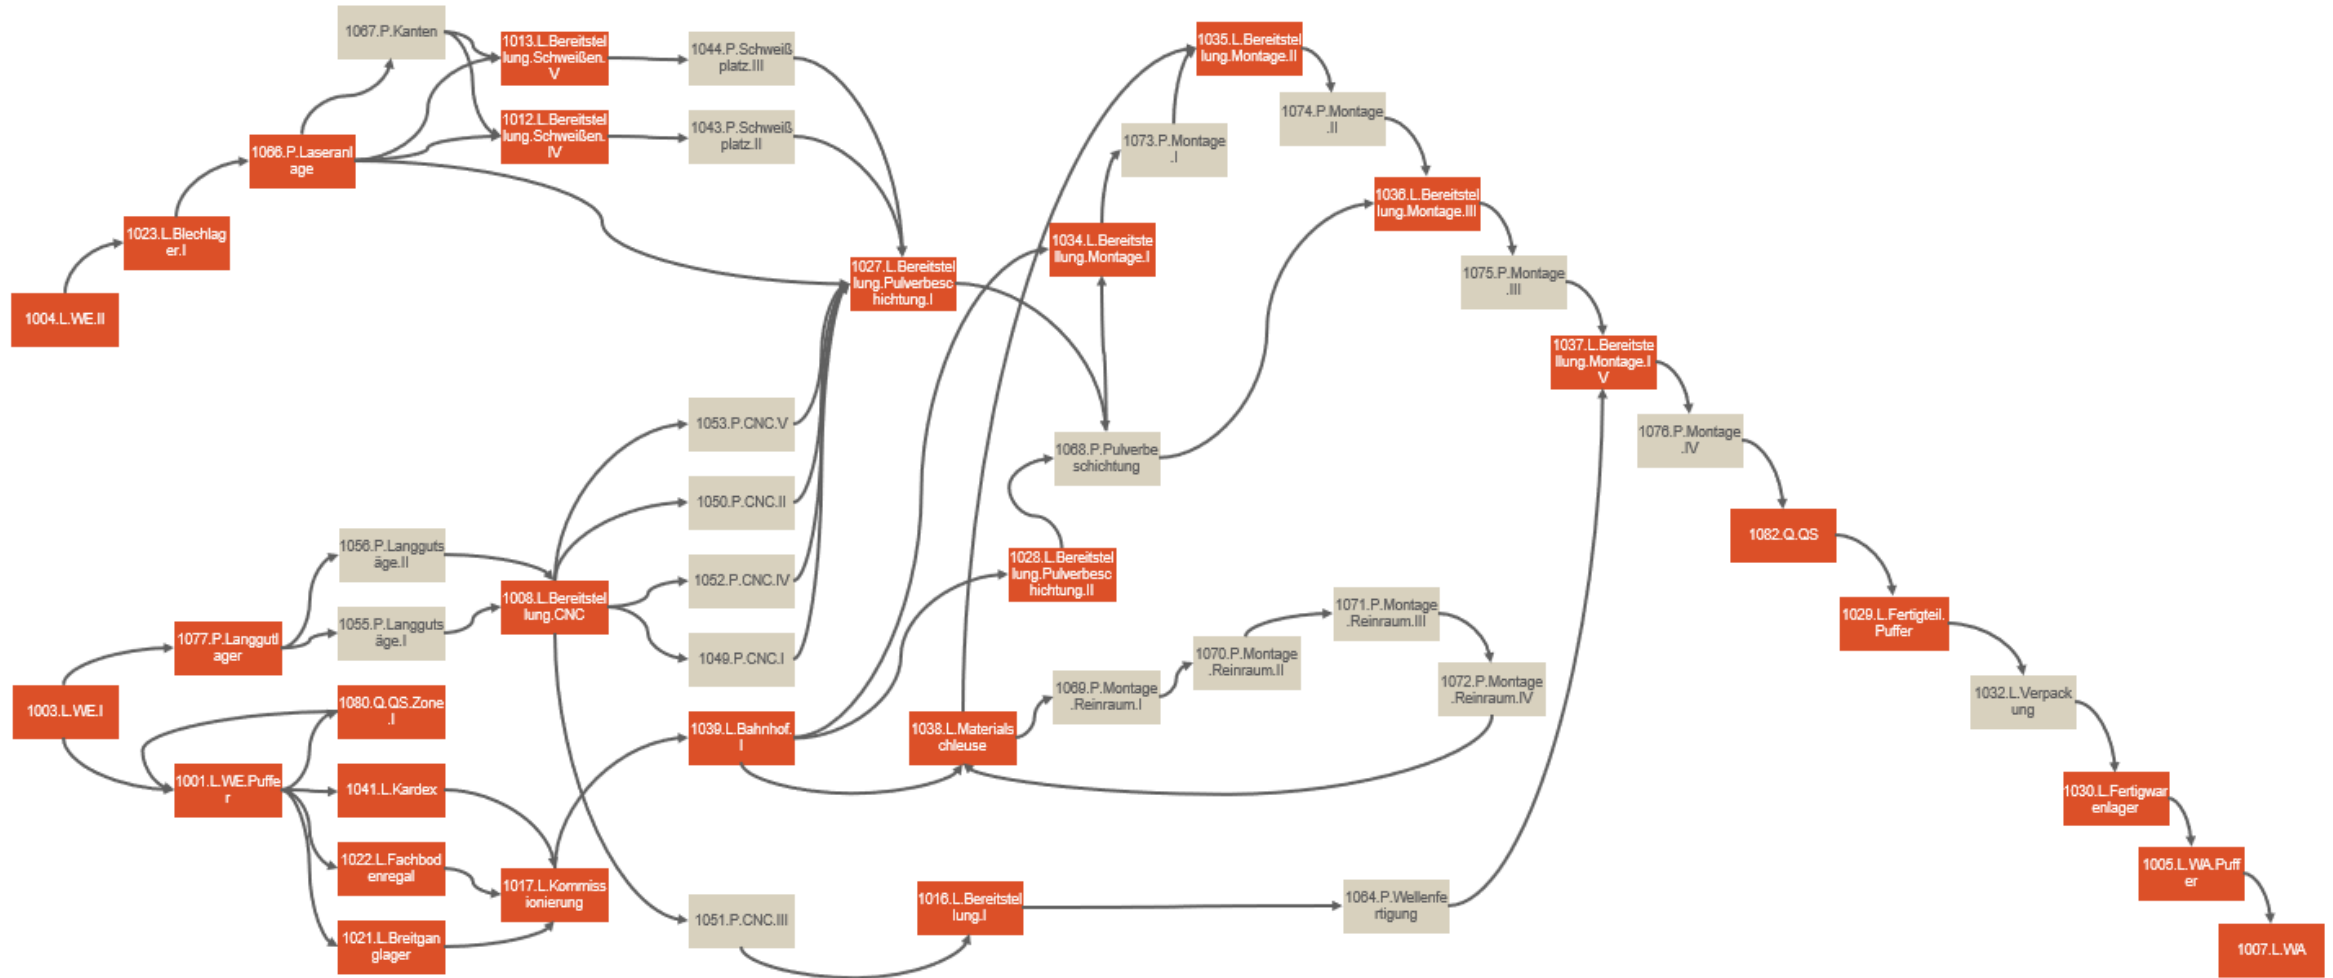 1067.P.Kanten
1013.L.Bereitstel
lung.Schweißen.
V
1044.P.Schweiß
platz.III
1035.L.Bereitstel
lung.Montage.II
1074.P.Montage
.II
1012.L.Bereitstel
lung.Schweißen.
IV
1043.P.Schweiß
platz.II
1073.P.Montage
.I
1066.P.Laseranl
age
1036.L.Bereitstel
lung.Montage.III
1023.L.Blechlag
er.I
1034.L.Bereitste
llung.Montage.I
1027.L.Bereitstel
lung.Pulverbesc
hichtung.I
1075.P.Montage
.III
1004.L.WE.II
1037.L.Bereitste
llung.Montage.I
V
1053.P.CNC.V
1076.P.Montage
.IV
1068.P.Pulverbe
schichtung
1050.P.CNC.II
1082.Q.QS
1056.P.Langguts
äge.II
1052.P.CNC.IV
1028.L.Bereitstel
lung.Pulverbesc
hichtung.II
1008.L.Bereitstel
lung.CNC
1071.P.Montage
.Reinraum.III
1029.L.Fertigteil.
Puffer
1055.P.Langguts
äge.I
1077.P.Langgutl
ager
1049.P.CNC.I
1070.P.Montage
.Reinraum.II
1069.P.Montage
.Reinraum.I
1072.P.Montage
.Reinraum.IV
1032.L.Verpack
ung
1003.L.WE.I
1080.Q.QS.Zone
.I
1039.L.Bahnhof.
I
1038.L.Materials
chleuse
1001.L.WE.Puffe
r
1041.L.Kardex
1030.L.Fertigwar
enlager
1022.L.Fachbod
enregal
1017.L.Kommiss
ionierung
1005.L.WA.Puff
er
1016.L.Bereitstel
lung.I
1064.P.Wellenfe
rtigung
1051.P.CNC.III
1021.L.Breitgan
glager
1007.L.WA